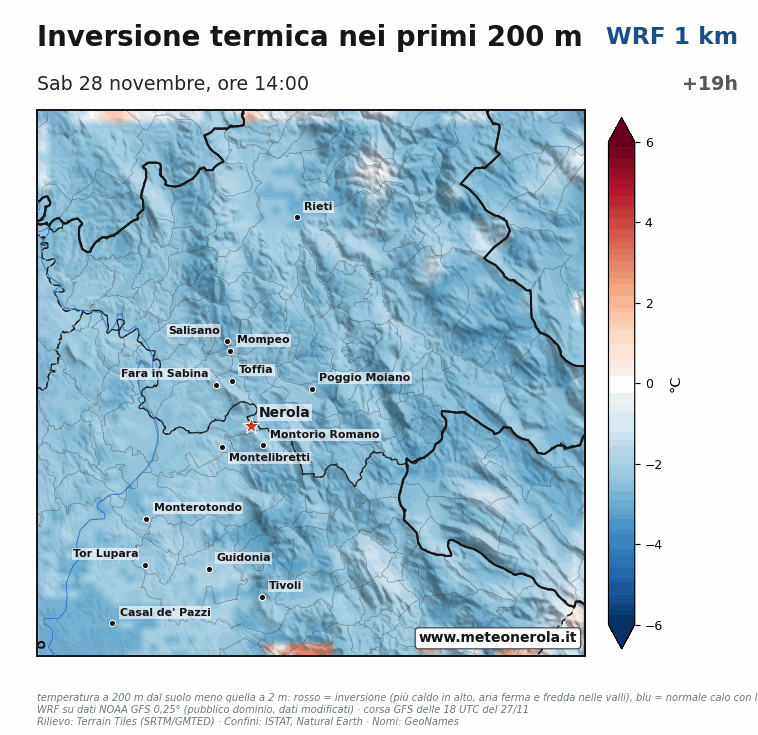 Inversione termica nei primi 200 m
WRF 1 km
Sab 28 novembre, ore 14:00
+19h
Rieti
Salisano
Mompeo
Toffia
Fara in Sabina
Poggio Moiano
Nerola
Montorio Romano
Montelibretti
Monterotondo
Tor Lupara
Guidonia
Tivoli
Casal de' Pazzi
www.meteonerola.it
6
4
2
0
−2
−4
−6
°C
temperatura a 200 m dal suolo meno quella a 2 m: rosso = inversione (più caldo in alto, aria ferma e fredda nelle valli), blu = normale calo con
WRF su dati NOAA GFS 0,25° (pubblico dominio, dati modificati) · corsa GFS delle 18 UTC del 27/11
Rilievo: Terrain Tiles (SRTM/GMTED) · Confini: ISTAT, Natural Earth · Nomi: GeoNames